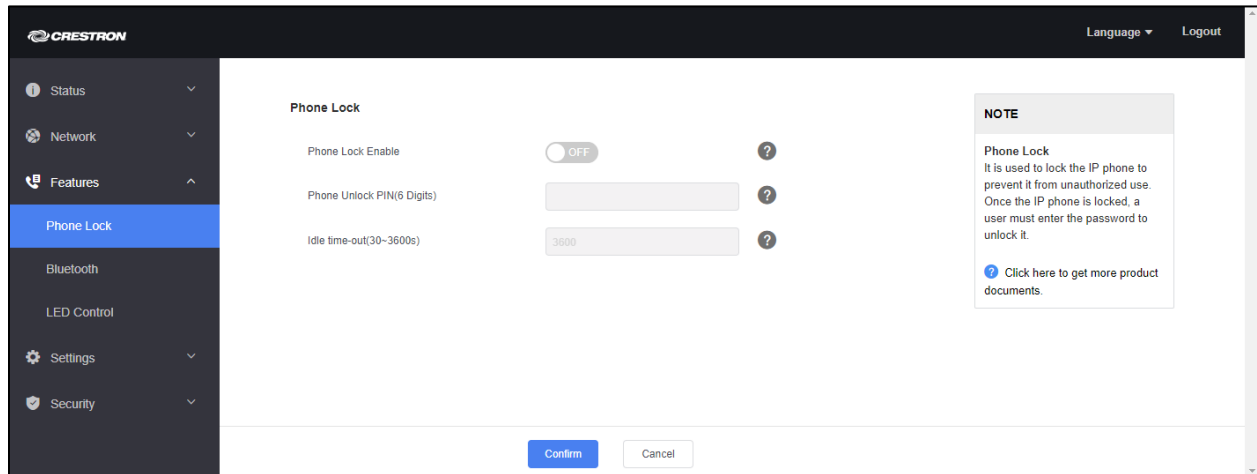 CRESTRON
Language
Logout
Status
Network
Features
Phone Lock
Bluetooth
LED Control
Settings
Security
Phone Lock
Phone Lock Enable
OFF
?
Phone Unlock PIN(6 Digits)
?
Idle time-out(30~3600s)
3600
?
NOTE
Phone Lock
It is used to lock the IP phone to
prevent it from unauthorized use.
Once the IP phone is locked, a
user must enter the password to
unlock it.
? Click here to get more product
documents.
Confirm
Cancel